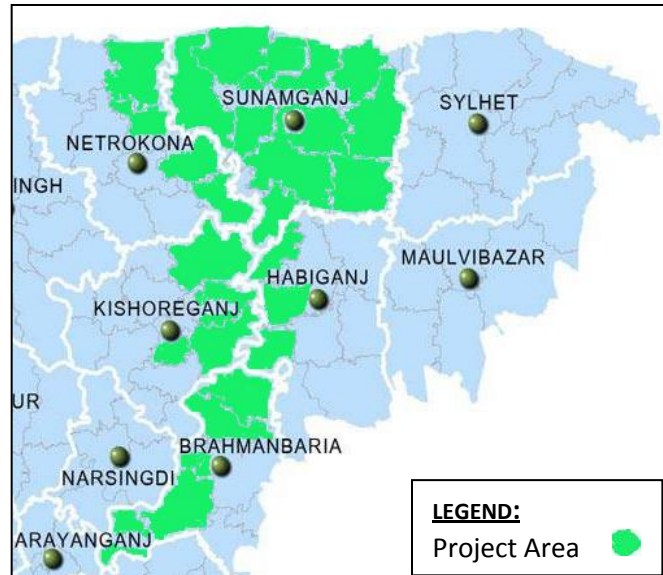 SUNAMGANJ
SYLHET
NETROKONA
INGH
MAULVIBAZAR
HABIGANJ
KISHOREGANJ
UR
BRAHMANBARIA
NARSINGDI
ARAYANGANJ
LEGEND:
Project Area